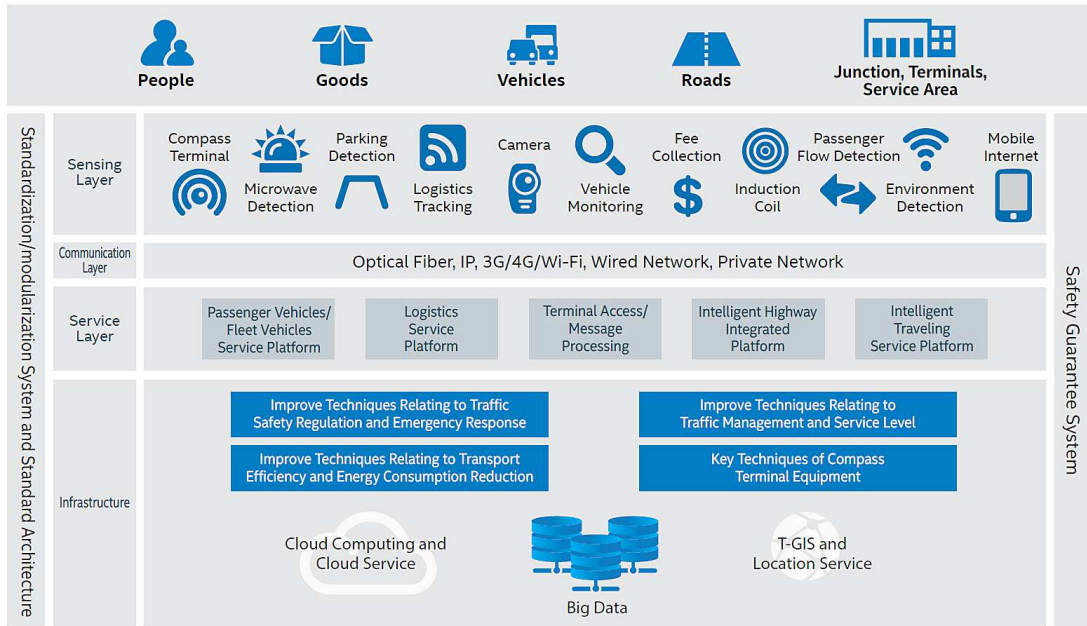 People
Goods
Vehicles
Roads
Junction, Terminals,
Service Area
Standardization/modularization System and Standard Architecture
Sensing
Layer
Compass
Terminal
Microwave
Detection
Parking
Detection
Logistics
Tracking
Camera
Vehicle
Monitoring
Fee
Collection
$
Induction
Coil
Passenger
Flow Detection
Environment
Detection
Mobile
Internet
Communication
Layer
Optical Fiber, IP, 3G/4G/Wi-Fi, Wired Network, Private Network
Service
Layer
Passenger Vehicles/
Fleet Vehicles
Service Platform
Logistics
Service
Platform
Terminal Access/
Message
Processing
Intelligent Highway
Integrated
Platform
Intelligent
Traveling
Service Platform
Infrastructure
Improve Techniques Relating to Traffic
Safety Regulation and Emergency Response
Improve Techniques Relating to
Traffic Management and Service Level
Improve Techniques Relating to Transport
Efficiency and Energy Consumption Reduction
Key Techniques of Compass
Terminal Equipment
Cloud Computing and
Cloud Service
Big Data
T-GIS and
Location Service
Safety Guarantee System